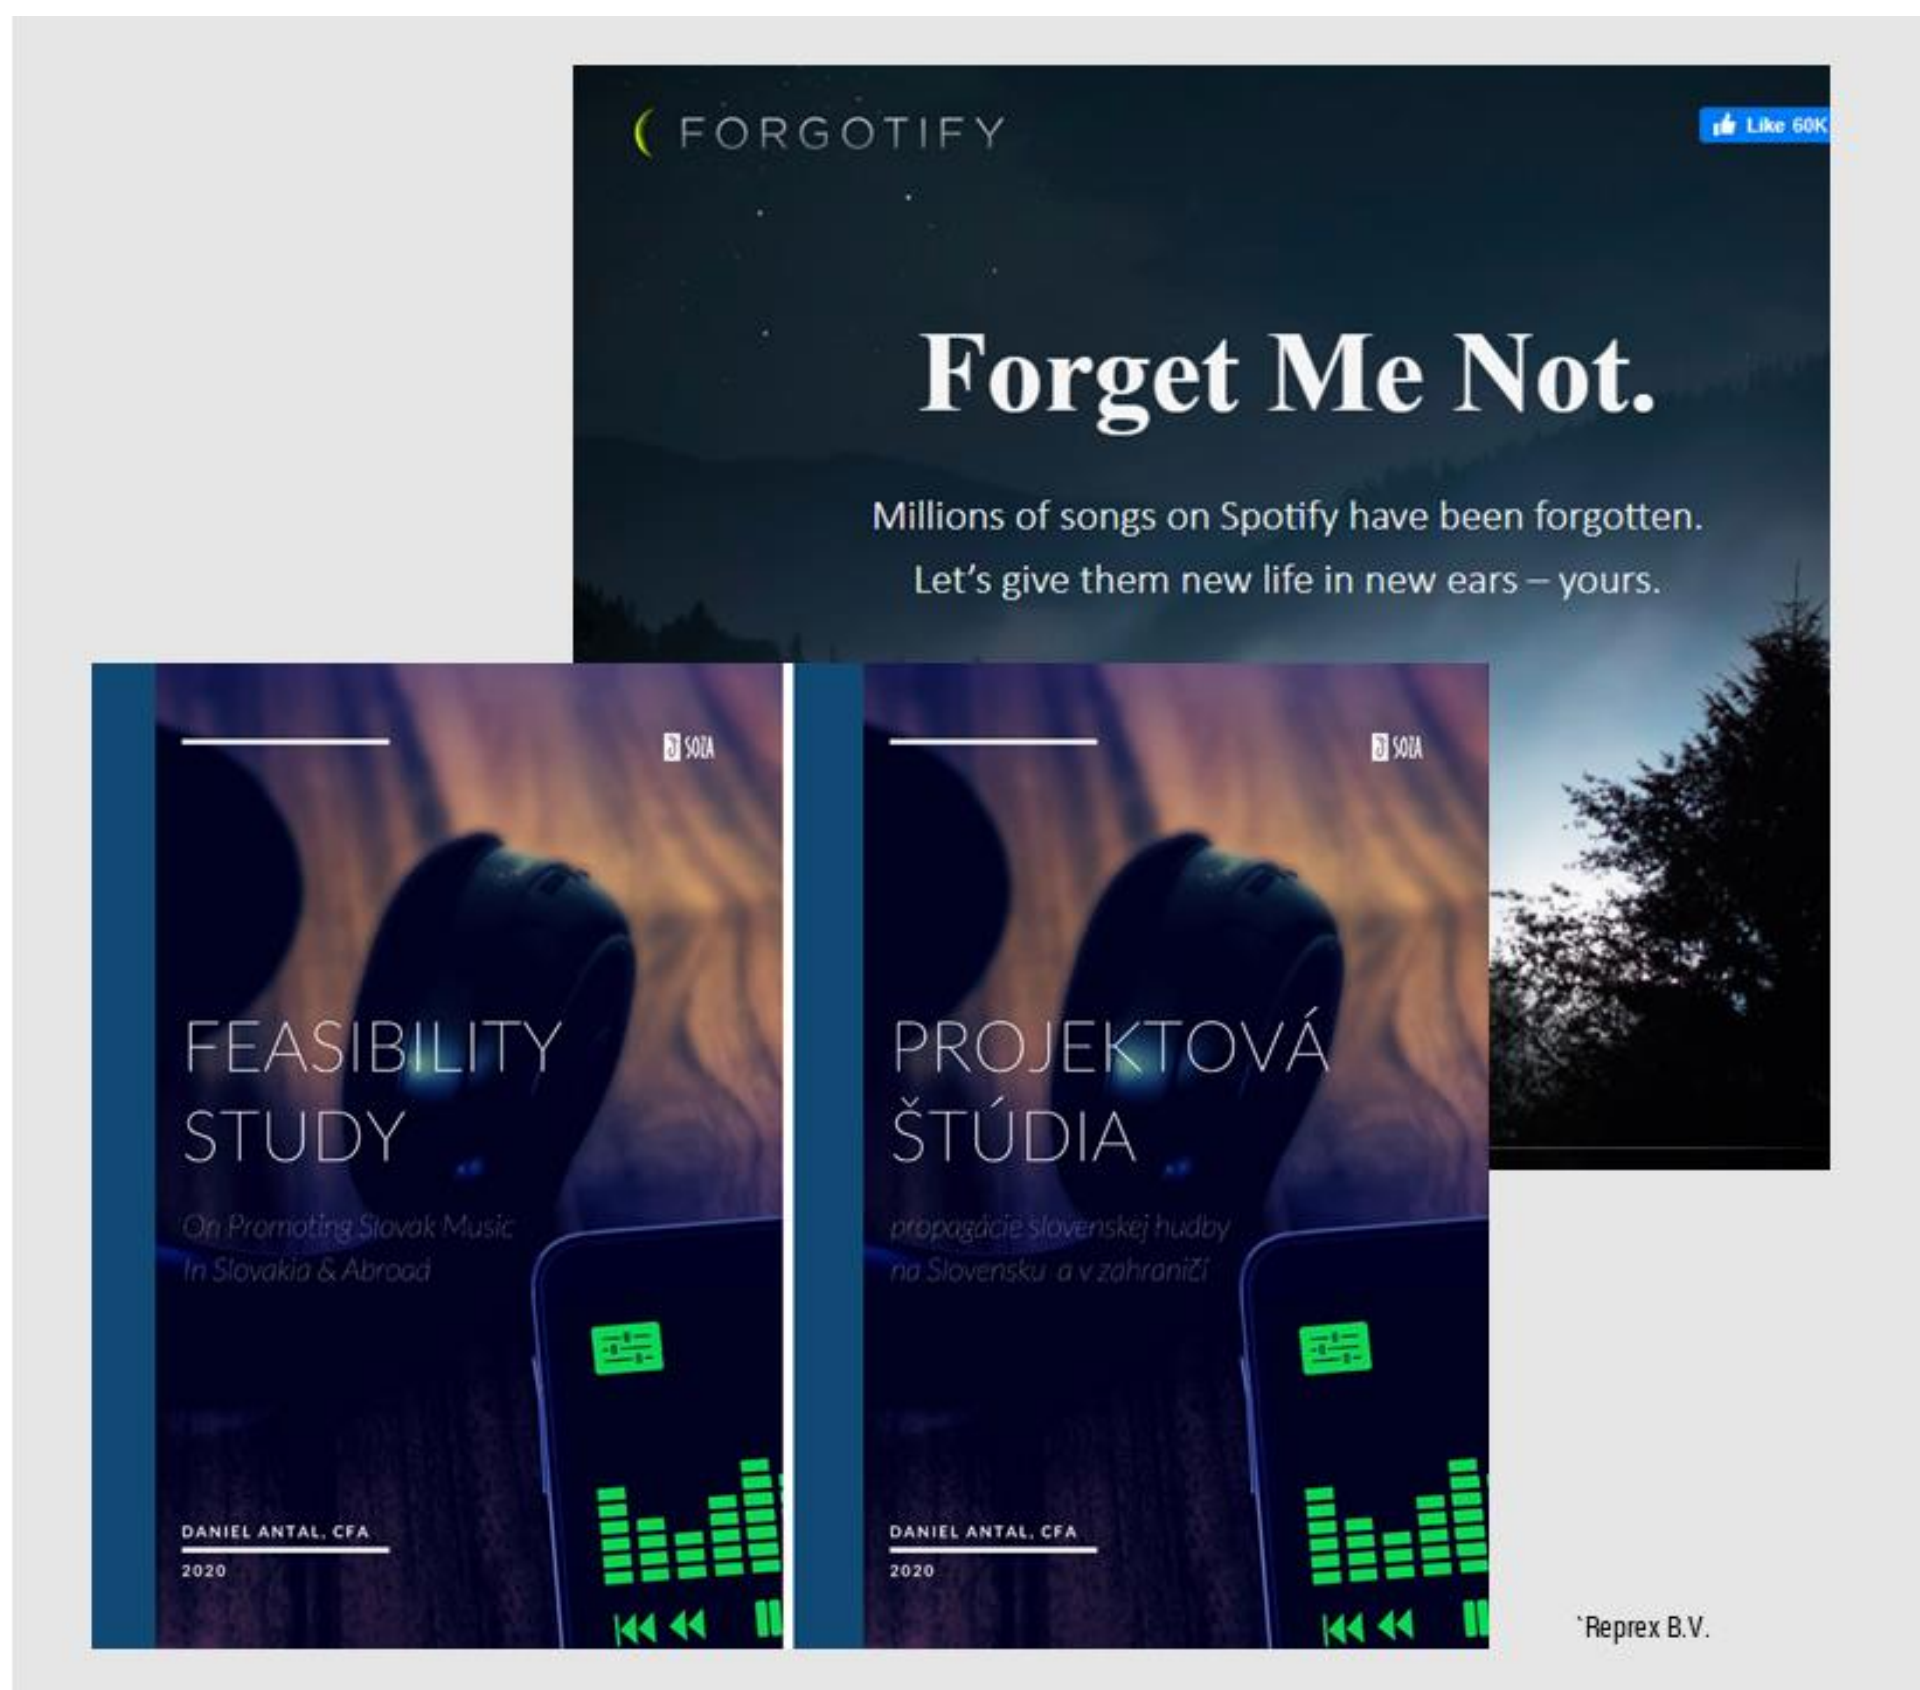 FORGOTIFY
Like 60K
Forget Me Not.
Millions of songs on Spotify have been forgotten.
Let's give them new life in new ears – yours.
SOZA
FEASIBILITY
STUDY
On Promoting Slovak Music
In Slovakia & Abroad
DANIEL ANTAL, CFA
2020
SOZA
PROJEKTOVÁ
ŠTÚDIA
propagácie slovenskej hudby
na Slovensku a v zahraničí
DANIEL ANTAL, CFA
2020
`Reprex B.V.